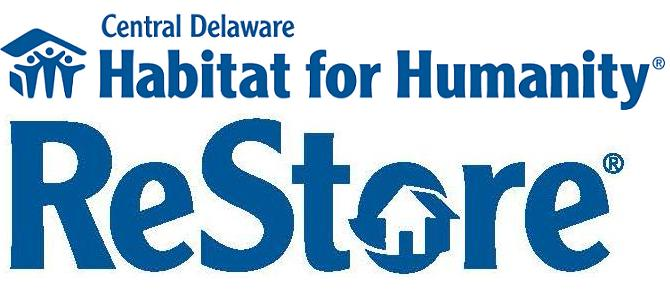 Central Delaware
Habitat for Humanity®
ReStore®